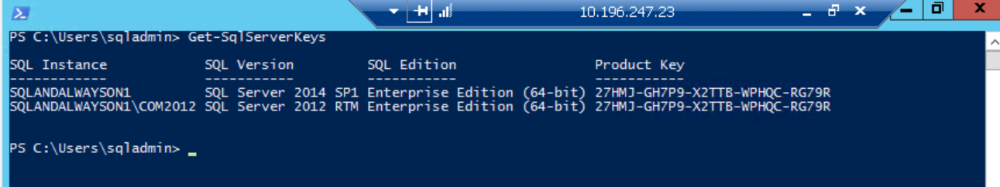 10.196.247.23
PS C:\Users\sqladmin> Get-SqlServerKeys
SQL Instance SQL Version SQL Edition Product Key
------------ ----------- ----------- -----------
SQLANDALWAYSON1 SQL Server 2014 SP1 Enterprise Edition (64-bit) 27HMJ-GH7P9-X2TTB-WPHQC-RG79R
SQLANDALWAYSON1\COM2012 SQL Server 2012 RTM Enterprise Edition (64-bit) 27HMJ-GH7P9-X2TTB-WPHQC-RG79R
PS C:\Users\sqladmin>